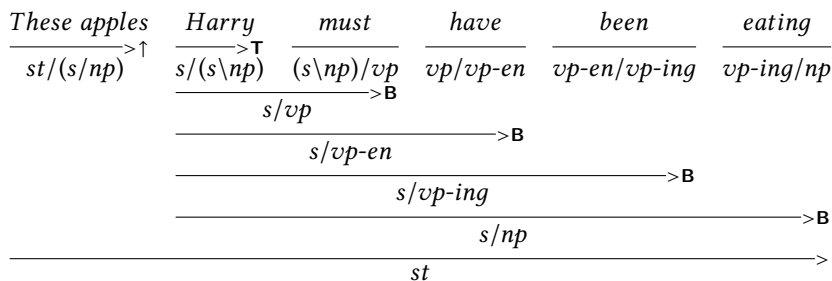 These apples Harry must have been eating
>↑ >T
st/(s/np) s/(s\np) (s\np)/vp vp/vp-en vp-en/vp-ing vp-ing/np
>B
s/vp
>B
s/vp-en
>B
s/vp-ing
>B
s/np
>
st